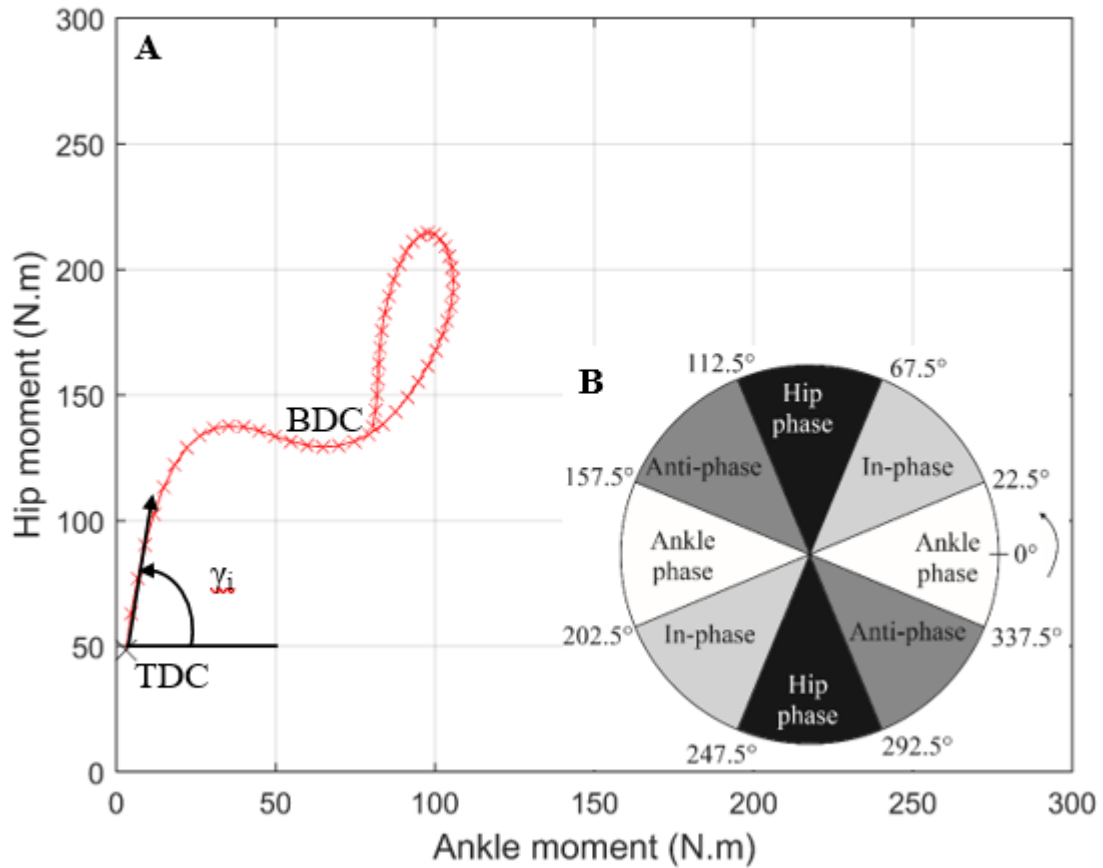 A
300
250
200
150
100
50
0
Hip moment (N.m)
BDC
γi
TDC
0
50
100
150
200
250
300
Ankle moment (N.m)
B
112.5°
67.5°
Hip
phase
Anti-phase
In-phase
157.5°
22.5°
Ankle
phase
Ankle
phase
0°
202.5°
In-phase
Anti-phase
337.5°
Hip
phase
247.5°
292.5°